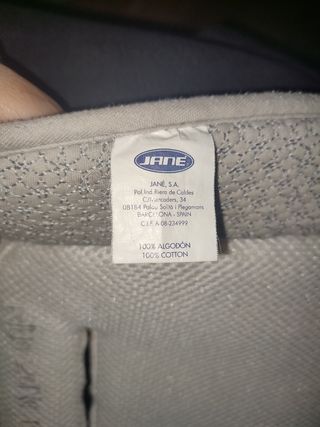 JANÉ
JANÉ, S.A.
Pol.Ind.Riera de Caldes
C/Mercaders, 34
08184 Palau Solità i Plegamans
BARCELONA - SPAIN
C.I.F. A-08-234999
100% ALGODÓN
100% COTTON